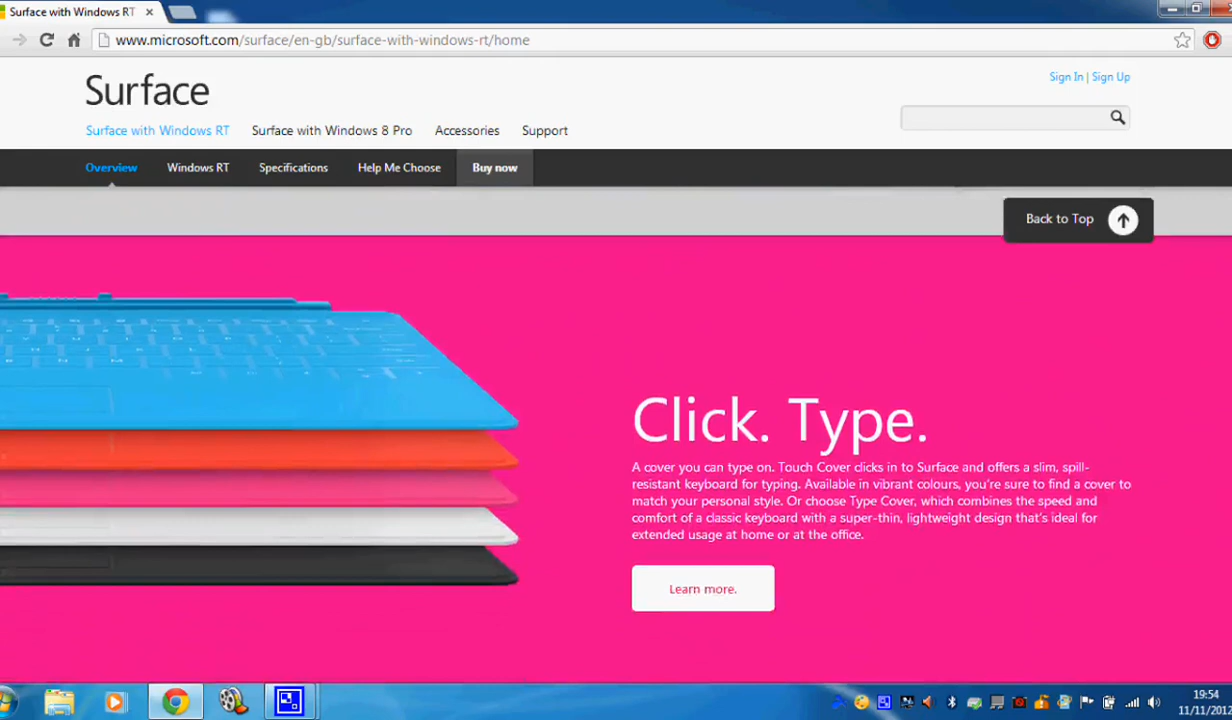 Surface with Windows RT
www.microsoft.com/surface/en-gb/surface-with-windows-rt/home
Sign In | Sign Up
Surface
Surface with Windows RT Surface with Windows 8 Pro Accessories Support
Overview Windows RT Specifications Help Me Choose Buy now
Back to Top
Click. Type.
A cover you can type on. Touch Cover clicks in to Surface and offers a slim, spill-
resistant keyboard for typing. Available in vibrant colours, you're sure to find a cover to
match your personal style. Or choose Type Cover, which combines the speed and
comfort of a classic keyboard with a super-thin, lightweight design that's ideal for
extended usage at home or at the office.
Learn more.
19:54
11/11/2012